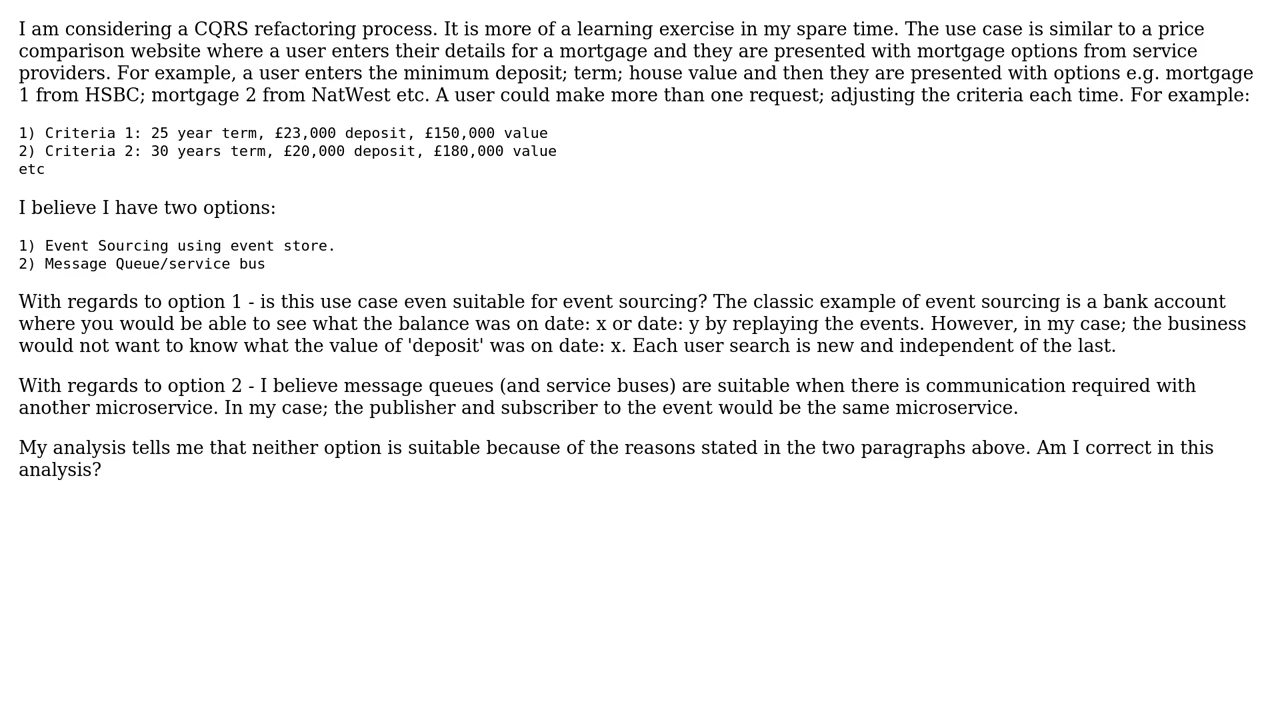 I am considering a CQRS refactoring process. It is more of a learning exercise in my spare time. The use case is similar to a price
comparison website where a user enters their details for a mortgage and they are presented with mortgage options from service
providers. For example, a user enters the minimum deposit; term; house value and then they are presented with options e.g. mortgage
1 from HSBC; mortgage 2 from NatWest etc. A user could make more than one request; adjusting the criteria each time. For example:
1) Criteria 1: 25 year term, £23,000 deposit, £150,000 value
2) Criteria 2: 30 years term, £20,000 deposit, £180,000 value
etc
I believe I have two options:
1) Event Sourcing using event store.
2) Message Queue/service bus
With regards to option 1 - is this use case even suitable for event sourcing? The classic example of event sourcing is a bank account
where you would be able to see what the balance was on date: x or date: y by replaying the events. However, in my case; the business
would not want to know what the value of 'deposit' was on date: x. Each user search is new and independent of the last.
With regards to option 2 - I believe message queues (and service buses) are suitable when there is communication required with
another microservice. In my case; the publisher and subscriber to the event would be the same microservice.
My analysis tells me that neither option is suitable because of the reasons stated in the two paragraphs above. Am I correct in this
analysis?